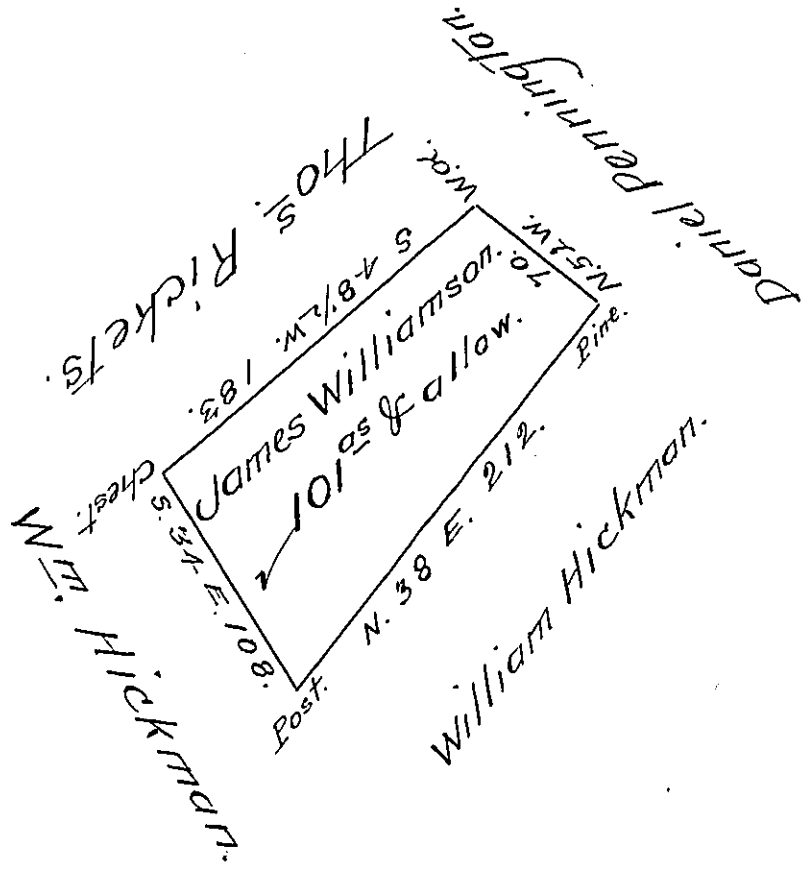 Daniel Pennington.
Thoˢ. Rickets.
W.O.
N. 52 W.
70.
S 48½ W. 183.
Pine.
James Williamson.
101ᵃˢ & allow.
Chest.
S. 34 E. 108.
N. 38 E. 212.
Post.
Wᵐ. Hickman.
William Hickman.